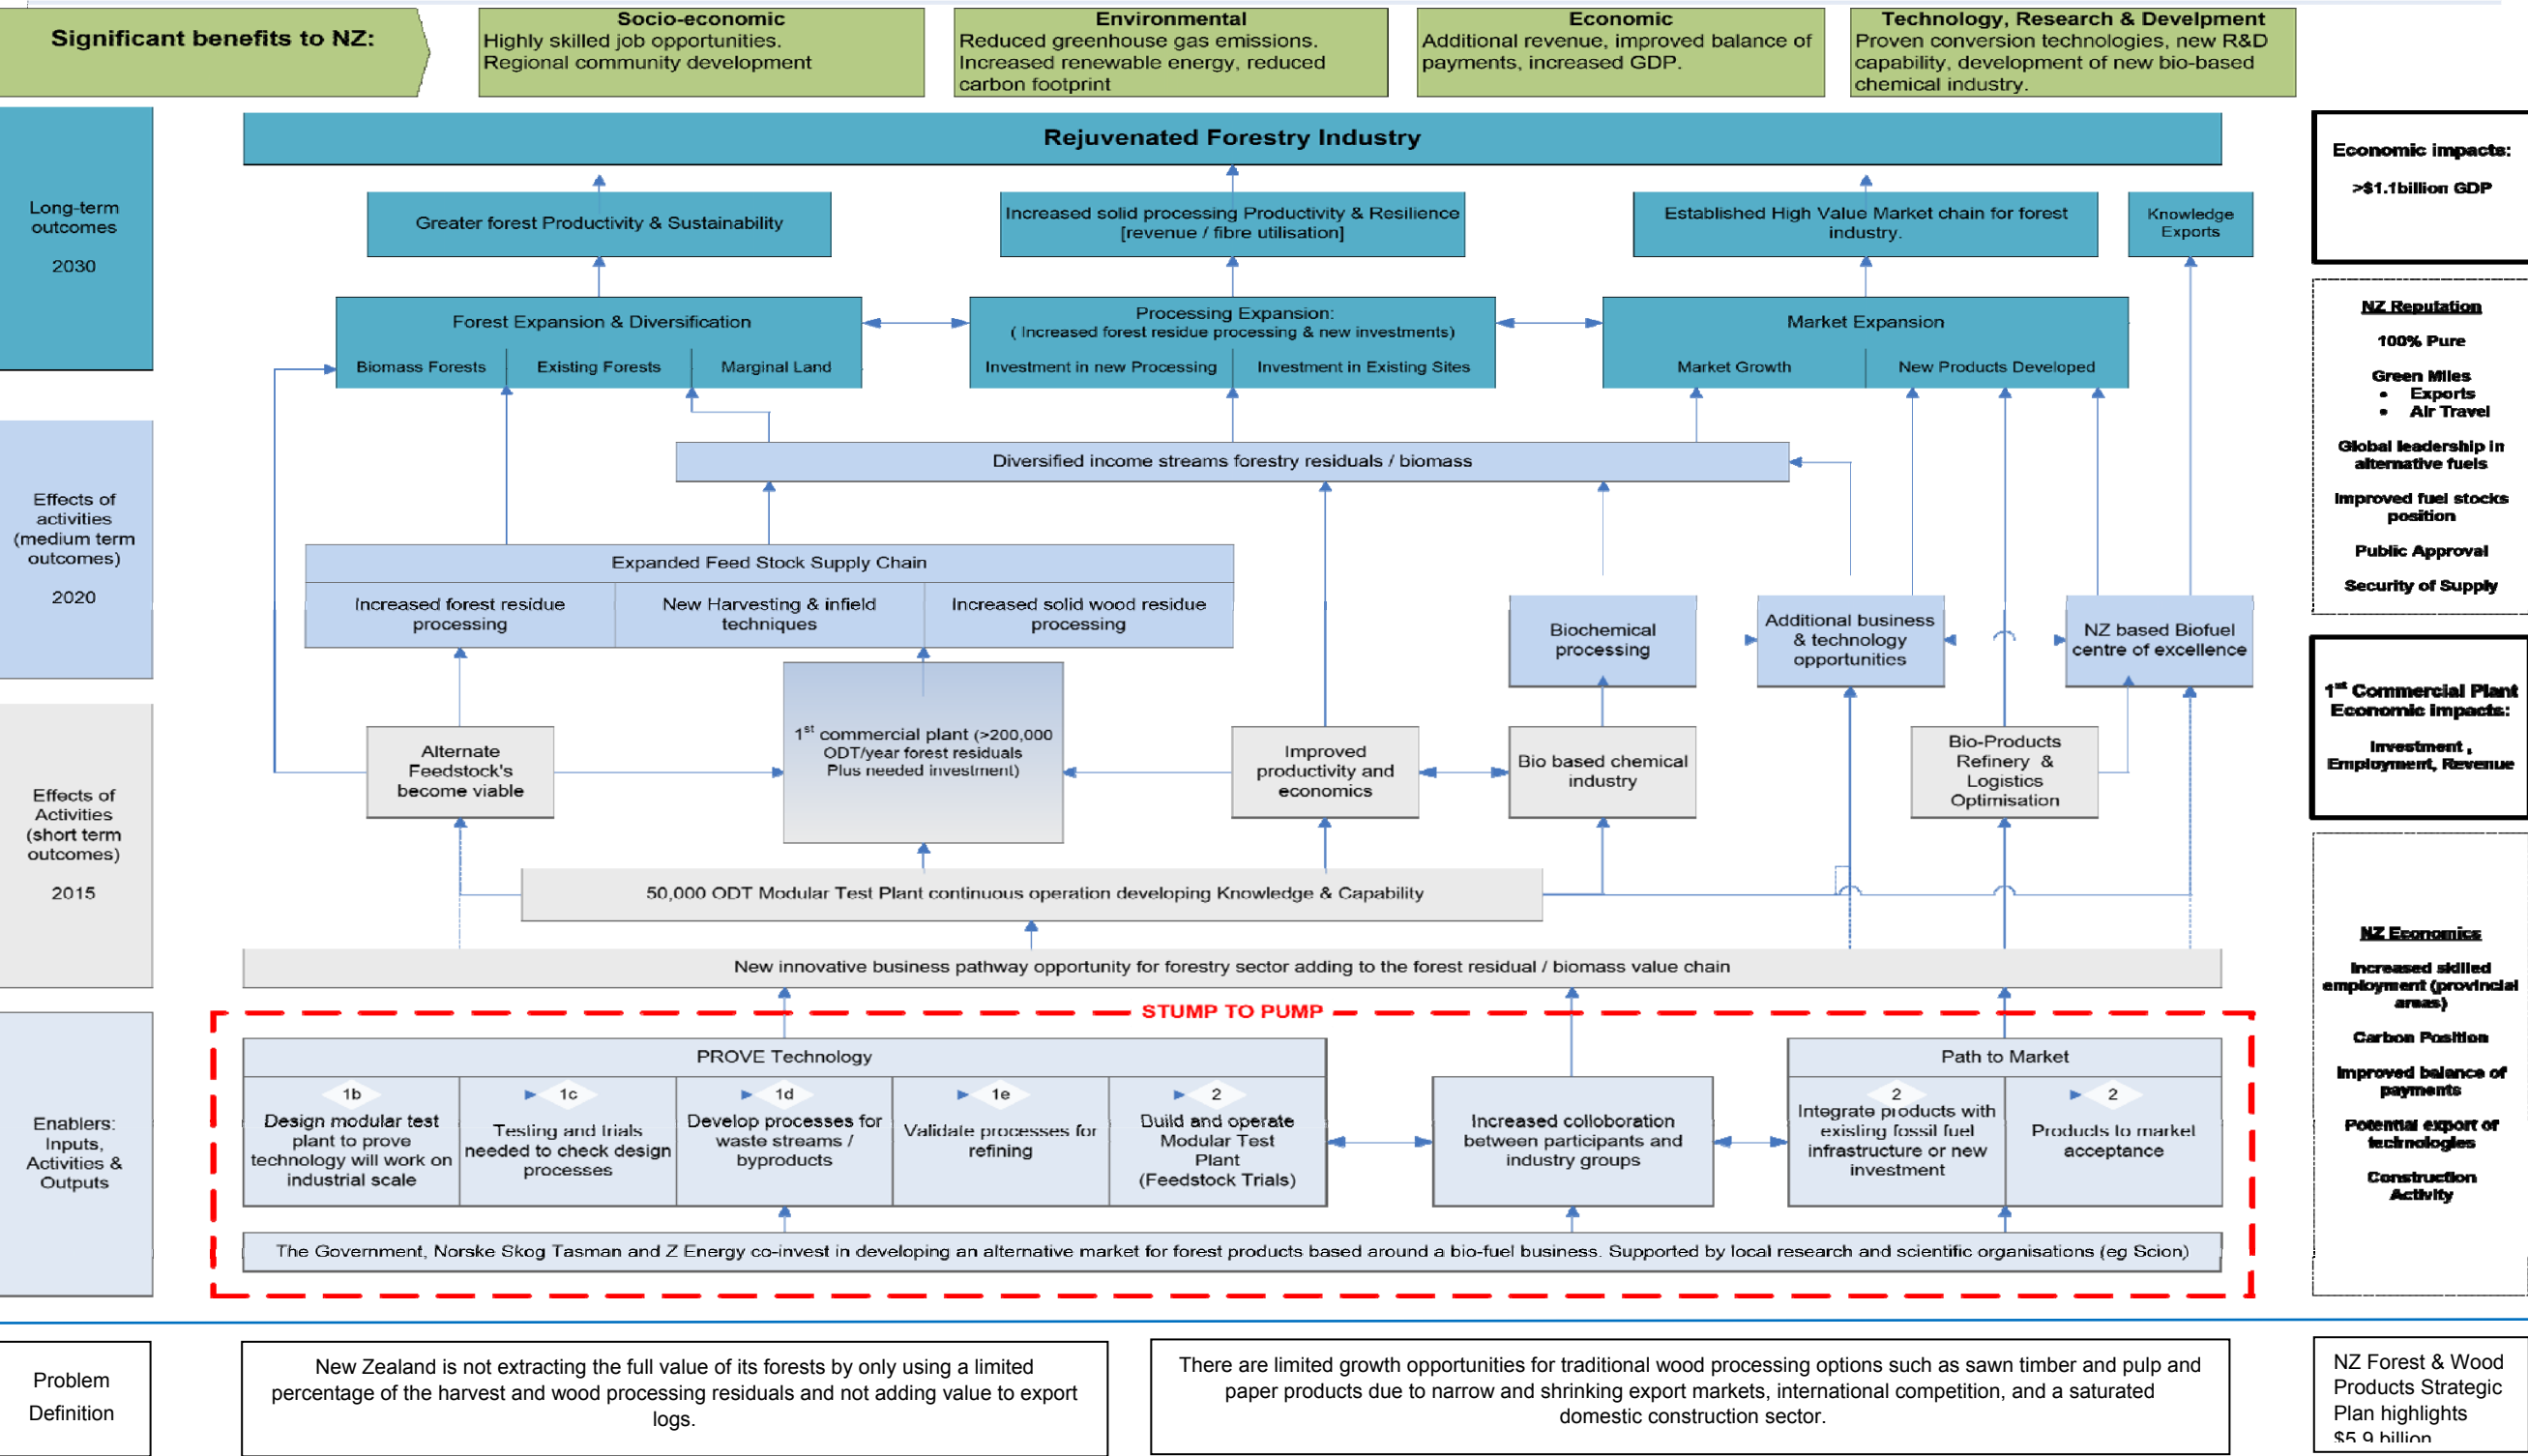 Significant benefits to NZ:
Socio-economic
Highly skilled job opportunities.
Regional community development
Environmental
Reduced greenhouse gas emissions.
Increased renewable energy, reduced
carbon footprint
Economic
Additional revenue, improved balance of
payments, increased GDP.
Technology, Research & Develpment
Proven conversion technologies, new R&D
capability, development of new bio-based
chemical industry.
Long-term
outcomes
2030
Rejuvenated Forestry Industry
Greater forest Productivity & Sustainability
Increased solid processing Productivity & Resilience
[revenue / fibre utilisation]
Established High Value Market chain for forest
industry.
Knowledge
Exports
Forest Expansion & Diversification
Biomass Forests
Existing Forests
Marginal Land
Processing Expansion:
( Increased forest residue processing & new investments)
Investment in new Processing
Investment in Existing Sites
Market Expansion
Market Growth
New Products Developed
Economic impacts:
>$1.1billion GDP
NZ Reputation
100% Pure
Green Miles
• Exports
• Air Travel
Global leadership in
alternative fuels
Improved fuel stocks
position
Public Approval
Security of Supply
Effects of
activities
(medium term
outcomes)
2020
Diversified income streams forestry residuals / biomass
Expanded Feed Stock Supply Chain
Increased forest residue
processing
New Harvesting & infield
techniques
Increased solid wood residue
processing
Biochemical
processing
Additional business
& technology
opportunities
NZ based Biofuel
centre of excellence
1st Commercial Plant
Economic impacts:
Investment ,
Employment, Revenue
Effects of
Activities
(short term
outcomes)
2015
Alternate
Feedstock's
become viable
1st commercial plant (>200,000
ODT/year forest residuals
Plus needed investment)
Improved
productivity and
economics
Bio based chemical
industry
Bio-Products
Refinery &
Logistics
Optimisation
50,000 ODT Modular Test Plant continuous operation developing Knowledge & Capability
New innovative business pathway opportunity for forestry sector adding to the forest residual / biomass value chain
NZ Economics
Increased skilled
employment (provincial
areas)
Carbon Position
Improved balance of
payments
Potential export of
technologies
Construction
Activity
Enablers:
Inputs,
Activities &
Outputs
STUMP TO PUMP
PROVE Technology
1b
Design modular test
plant to prove
technology will work on
industrial scale
1c
Testing and trials
needed to check design
processes
1d
Develop processes for
waste streams /
byproducts
1e
Validate processes for
refining
2
Build and operate
Modular Test
Plant
(Feedstock Trials)
Increased colloboration
between participants and
industry groups
Path to Market
2
Integrate products with
existing fossil fuel
infrastructure or new
investment
2
Products to market
acceptance
The Government, Norske Skog Tasman and Z Energy co-invest in developing an alternative market for forest products based around a bio-fuel business. Supported by local research and scientific organisations (eg Scion)
Problem
Definition
New Zealand is not extracting the full value of its forests by only using a limited
percentage of the harvest and wood processing residuals and not adding value to export
logs.
There are limited growth opportunities for traditional wood processing options such as sawn timber and pulp and
paper products due to narrow and shrinking export markets, international competition, and a saturated
domestic construction sector.
NZ Forest & Wood
Products Strategic
Plan highlights
$5.9 billion